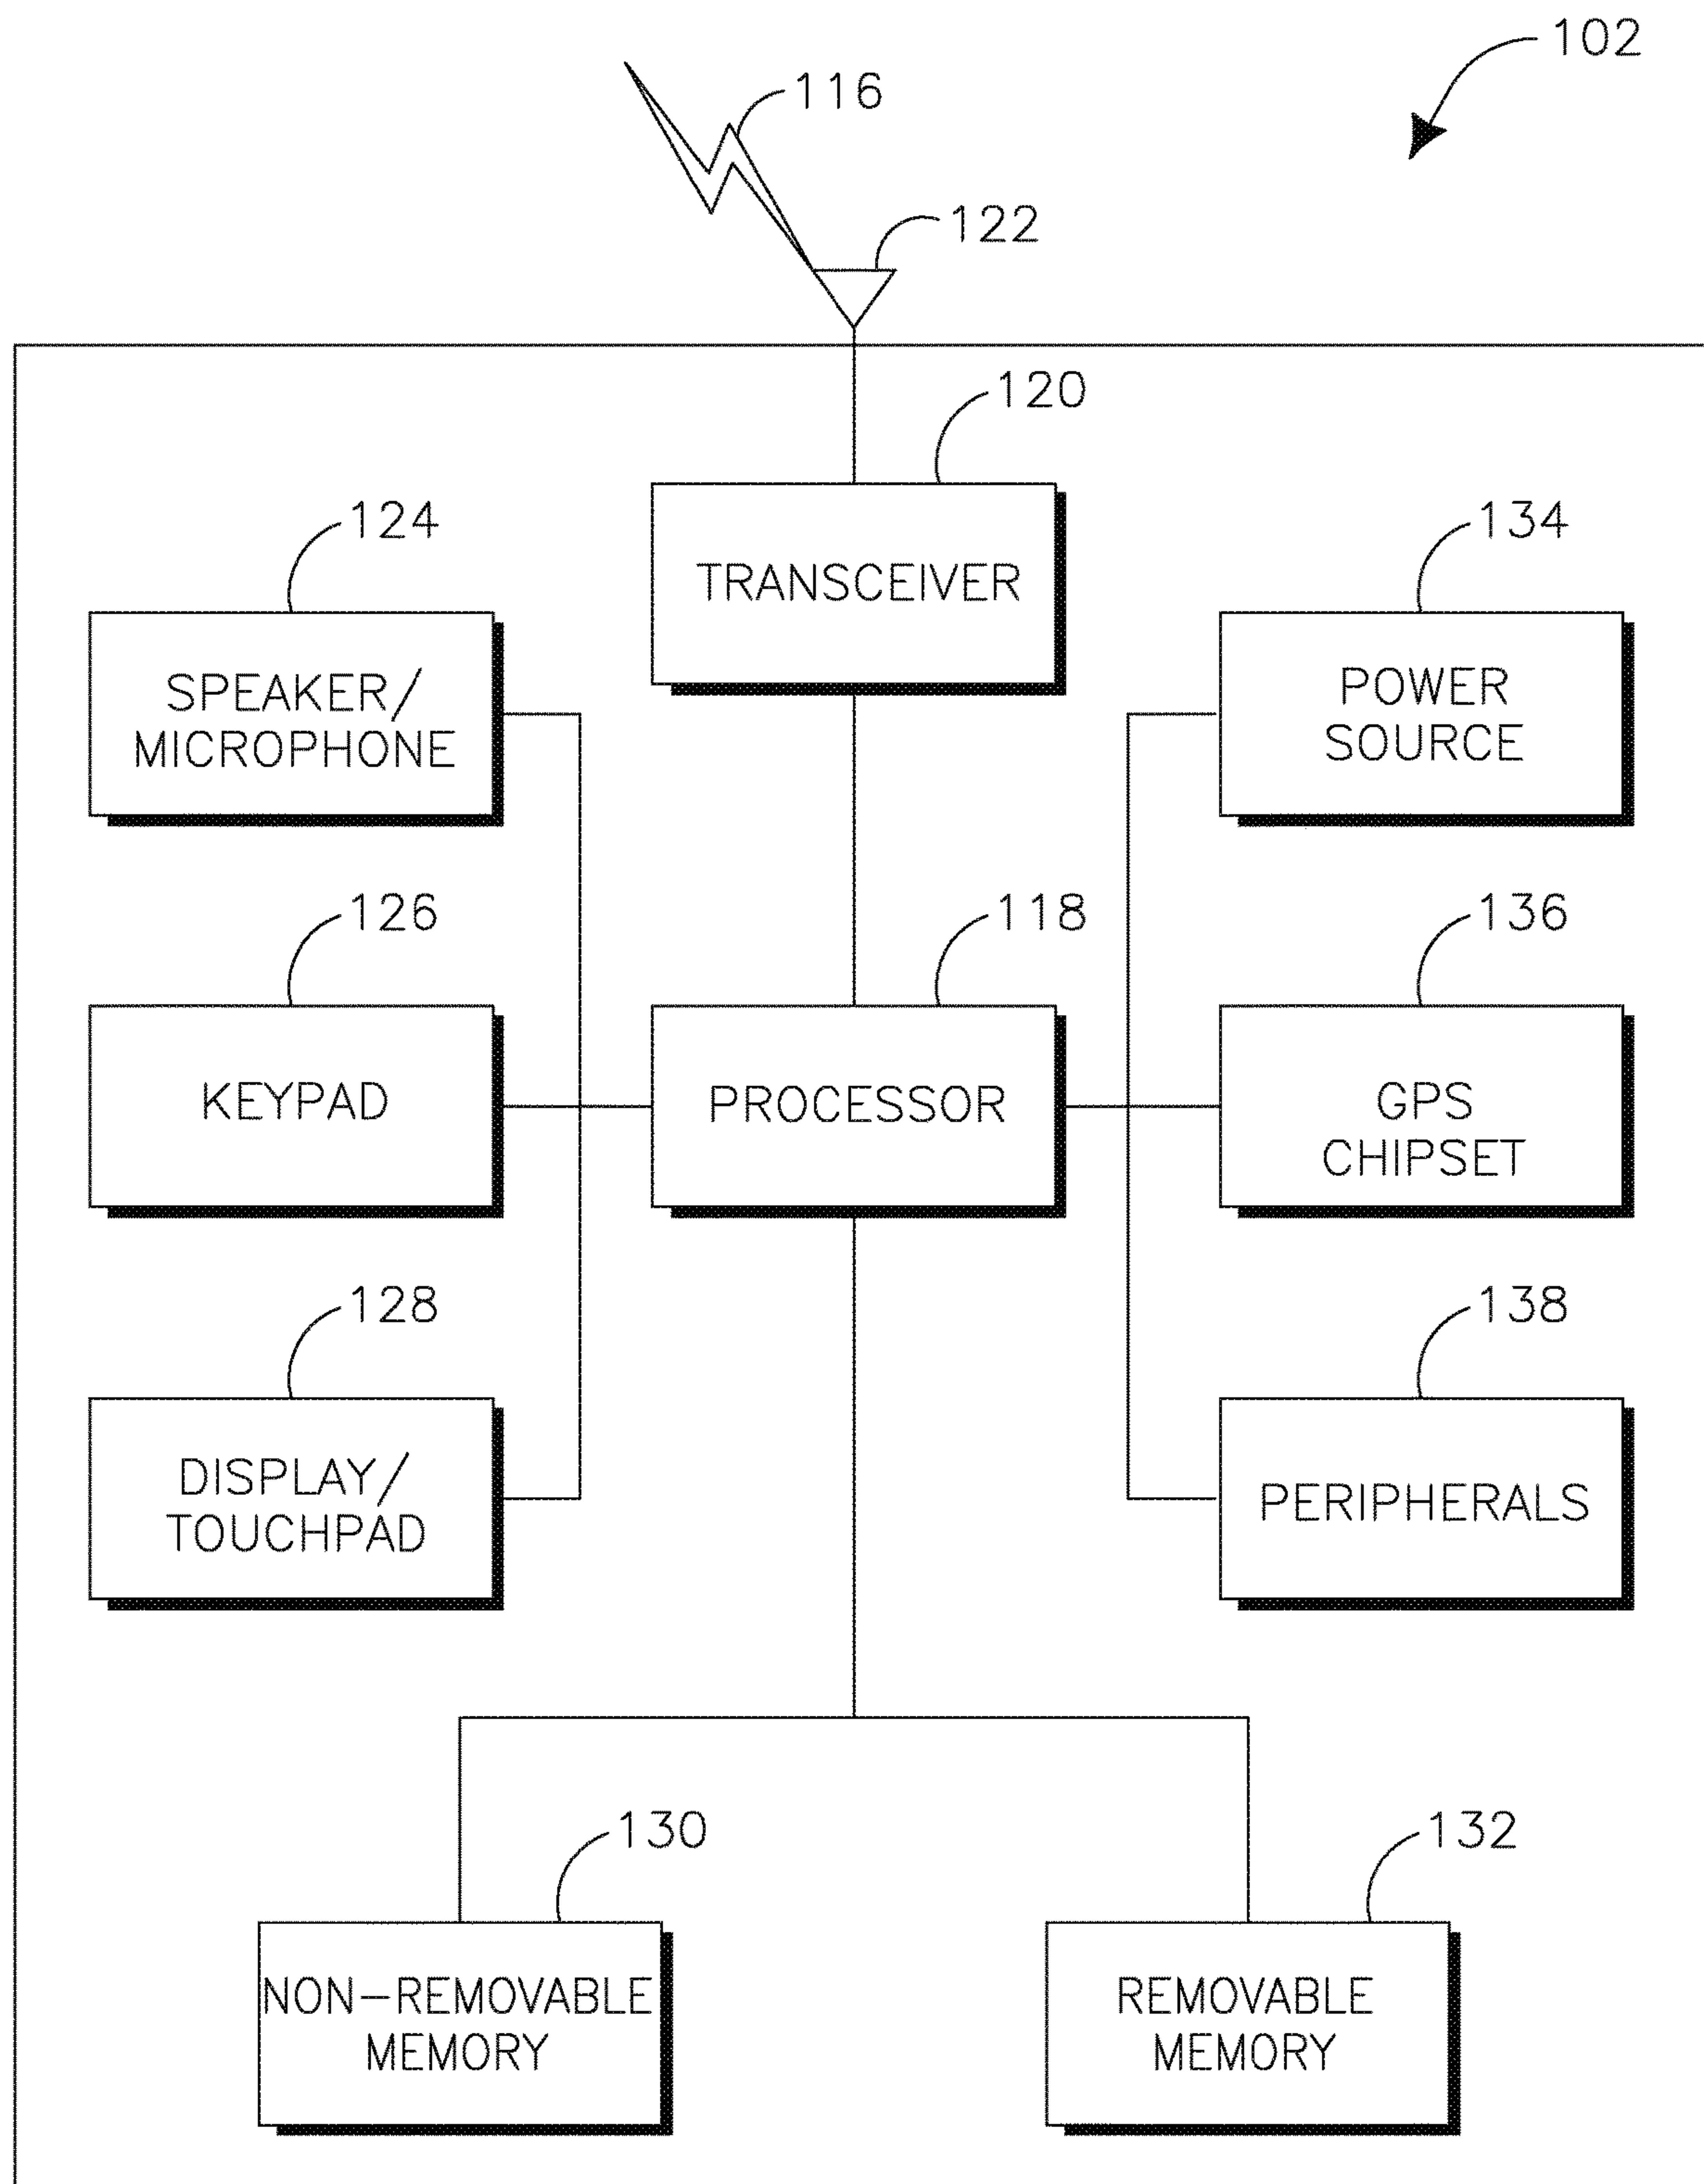 102
116
122
120
124
134
TRANSCEIVER
SPEAKER/
MICROPHONE
POWER
SOURCE
126
118
136
KEYPAD
PROCESSOR
GPS
CHIPSET
128
138
DISPLAY/
TOUCHPAD
PERIPHERALS
130
132
NON-REMOVABLE
MEMORY
REMOVABLE
MEMORY